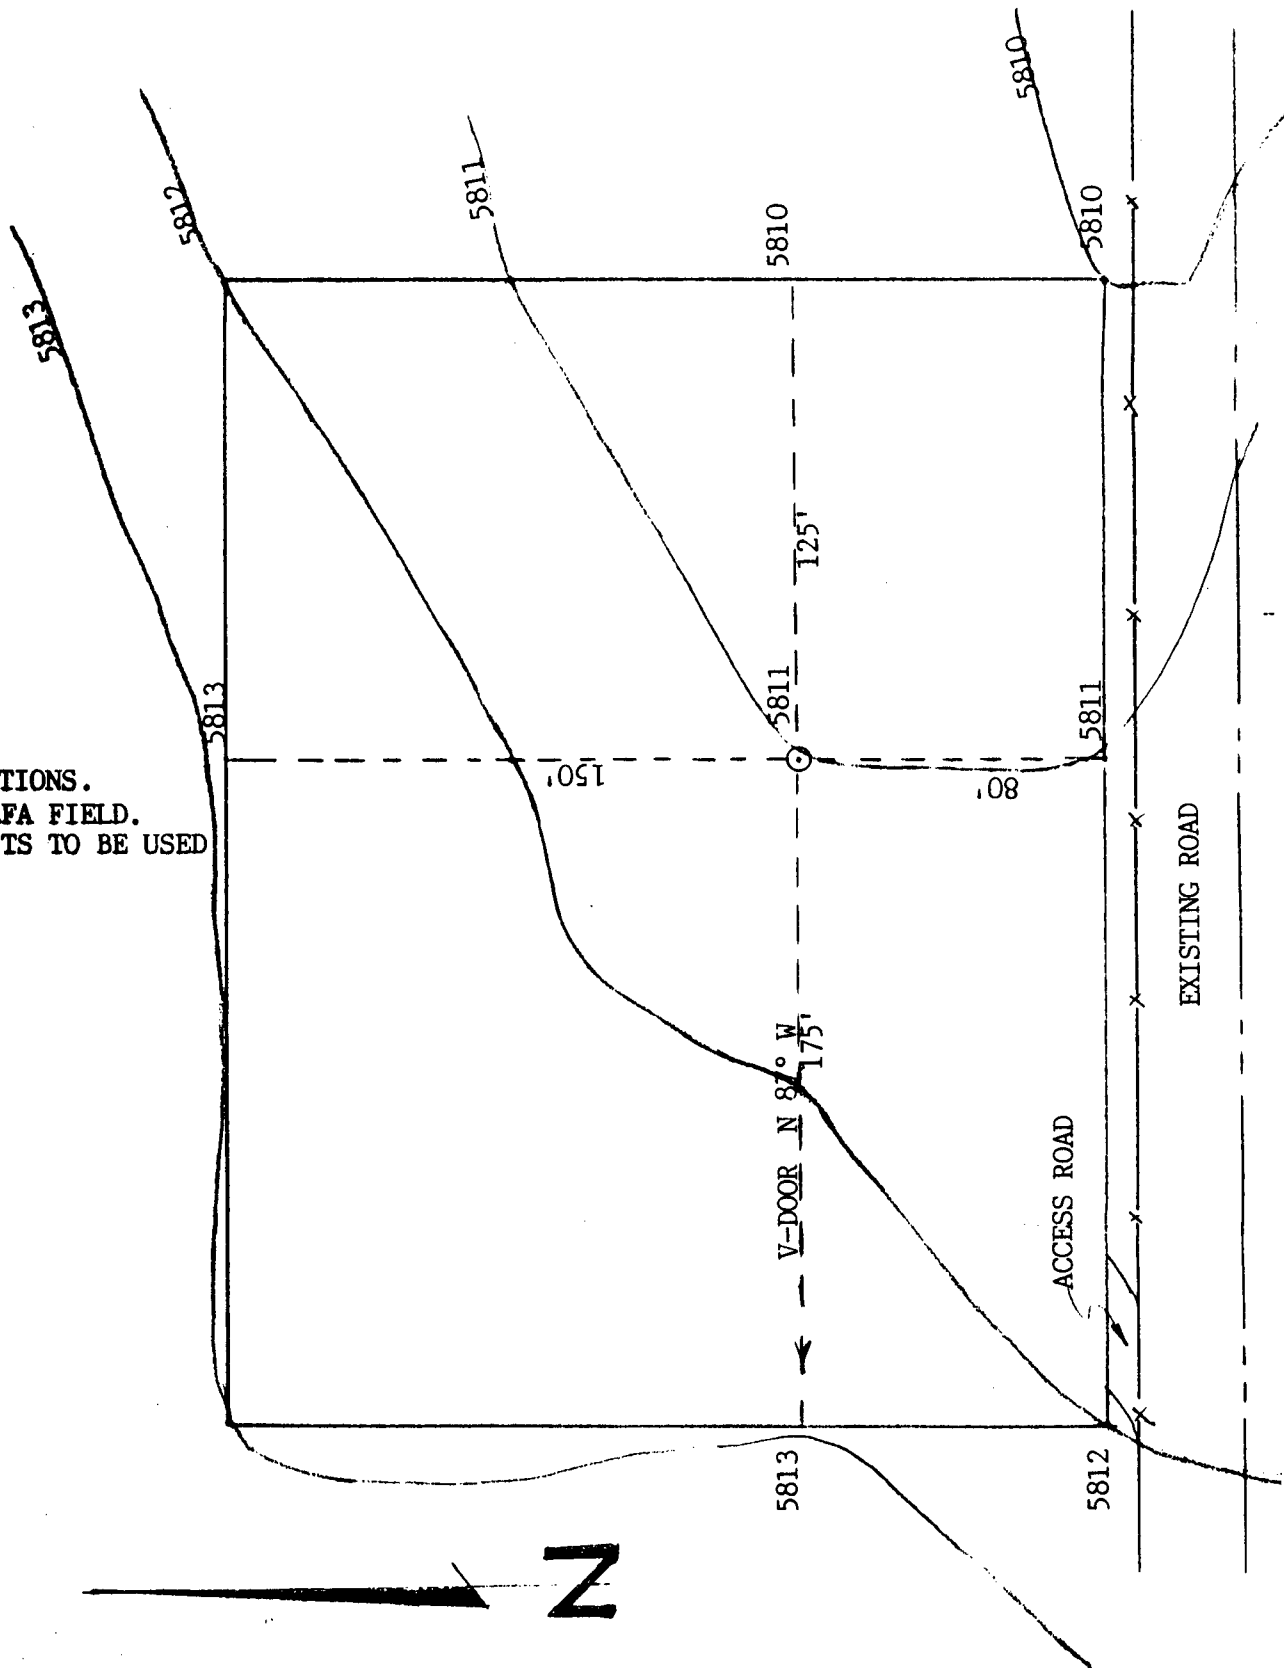 5813
5812
5811
5810
5813
5810
5810
TIONS.
FA FIELD.
TS TO BE USED
150'
5811
125'
80'
5811
V-DOOR N 87° W
175'
EXISTING ROAD
ACCESS ROAD
5813
5812
N